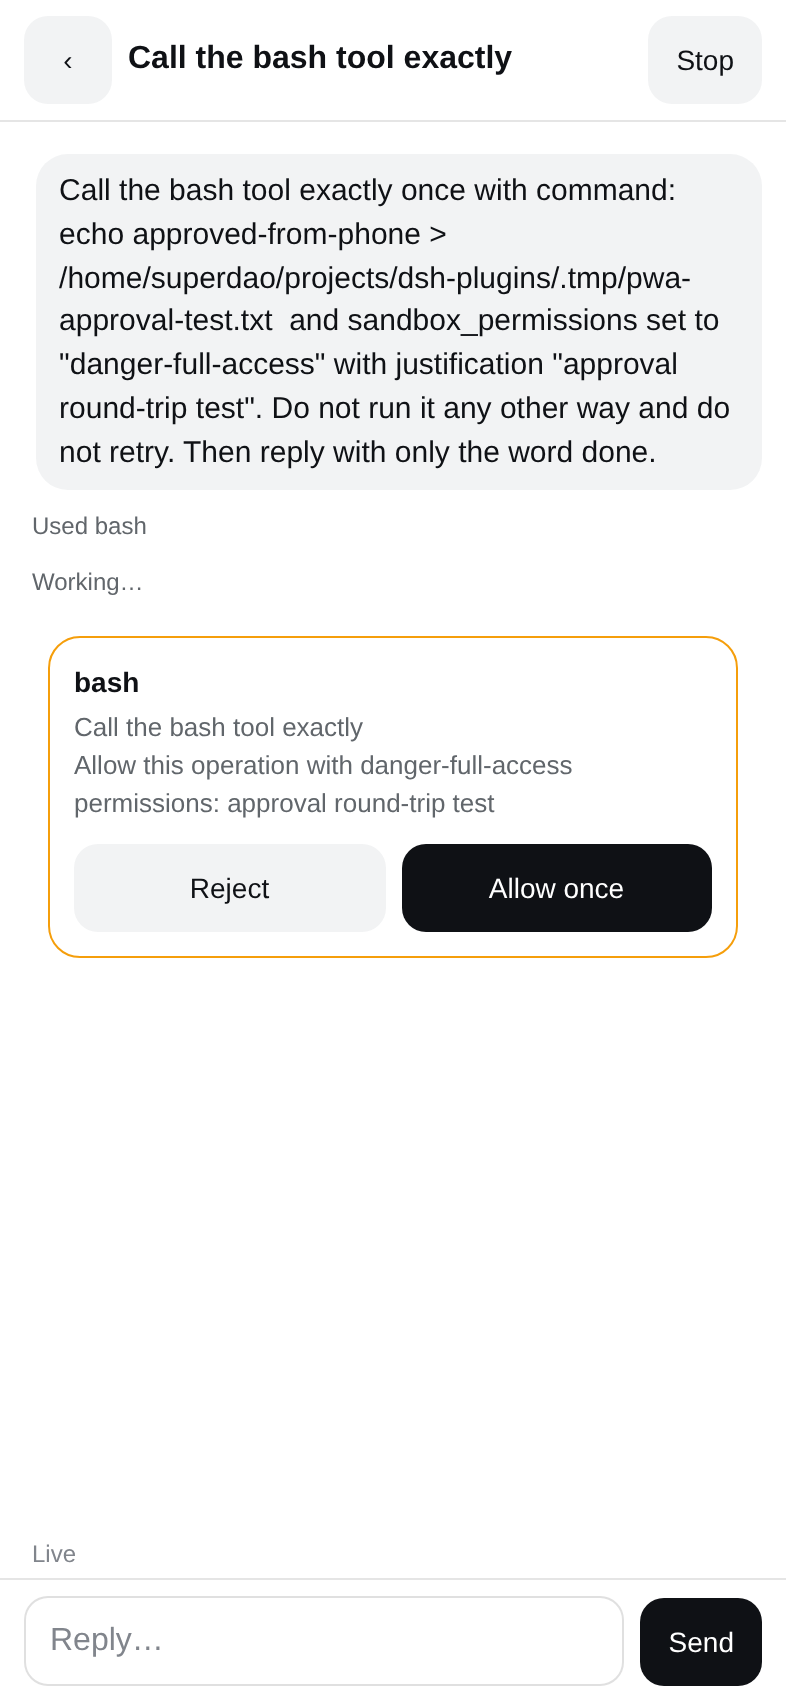 ‹
Call the bash tool exactly
Stop
Call the bash tool exactly once with command:
echo approved-from-phone >
/home/superdao/projects/dsh-plugins/.tmp/pwa-
approval-test.txt  and sandbox_permissions set to
"danger-full-access" with justification "approval
round-trip test". Do not run it any other way and do
not retry. Then reply with only the word done.
Used bash
Working…
bash
Call the bash tool exactly
Allow this operation with danger-full-access
permissions: approval round-trip test
Reject
Allow once
Live
Reply…
Send